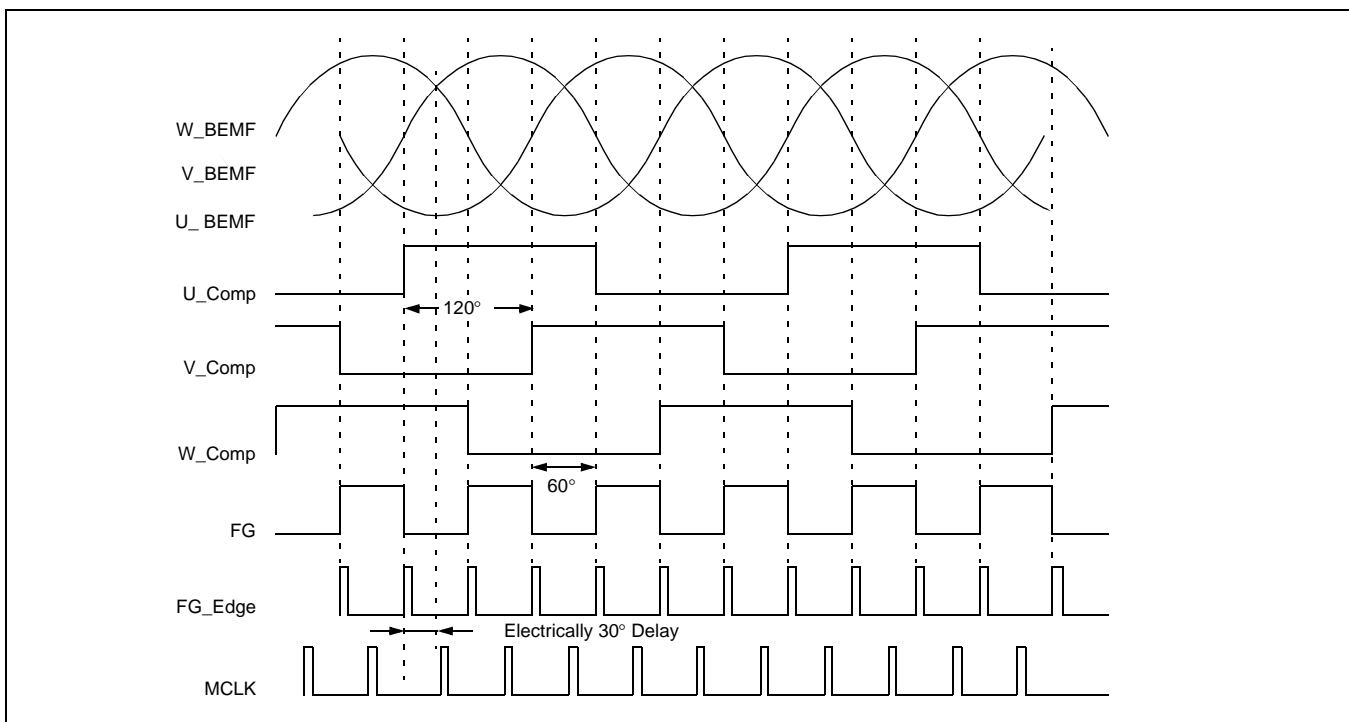 W_BEMF
V_BEMF
U_ BEMF
U_Comp
120°
V_Comp
W_Comp
60°
FG
FG_Edge
Electrically 30° Delay
MCLK